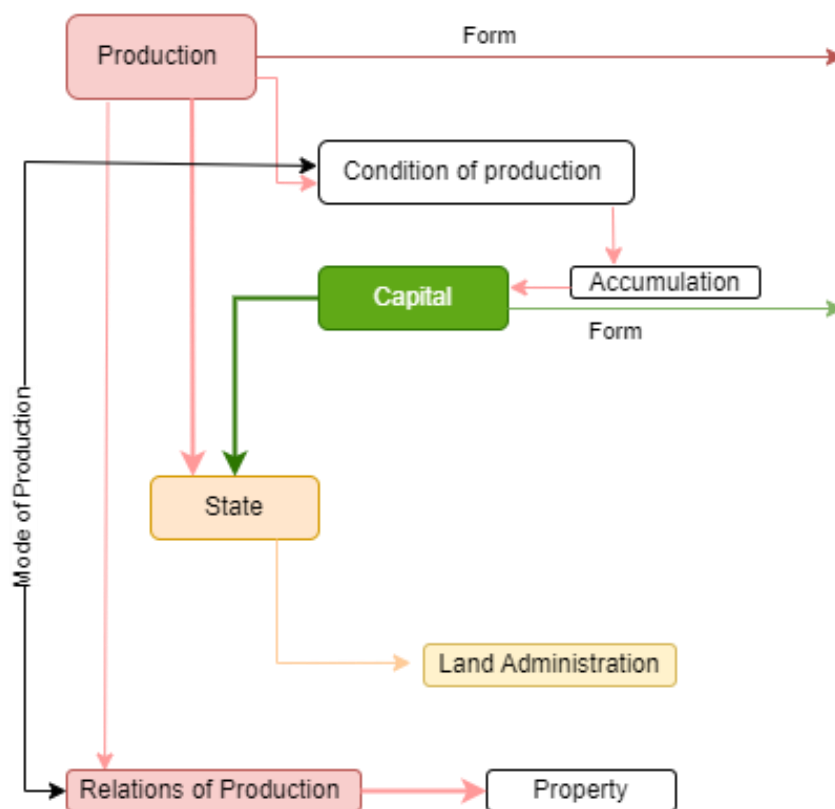 Form
Production
Condition of production
Accumulation
Capital
Form
Mode of Production
State
Land Administration
Relations of Production
Property